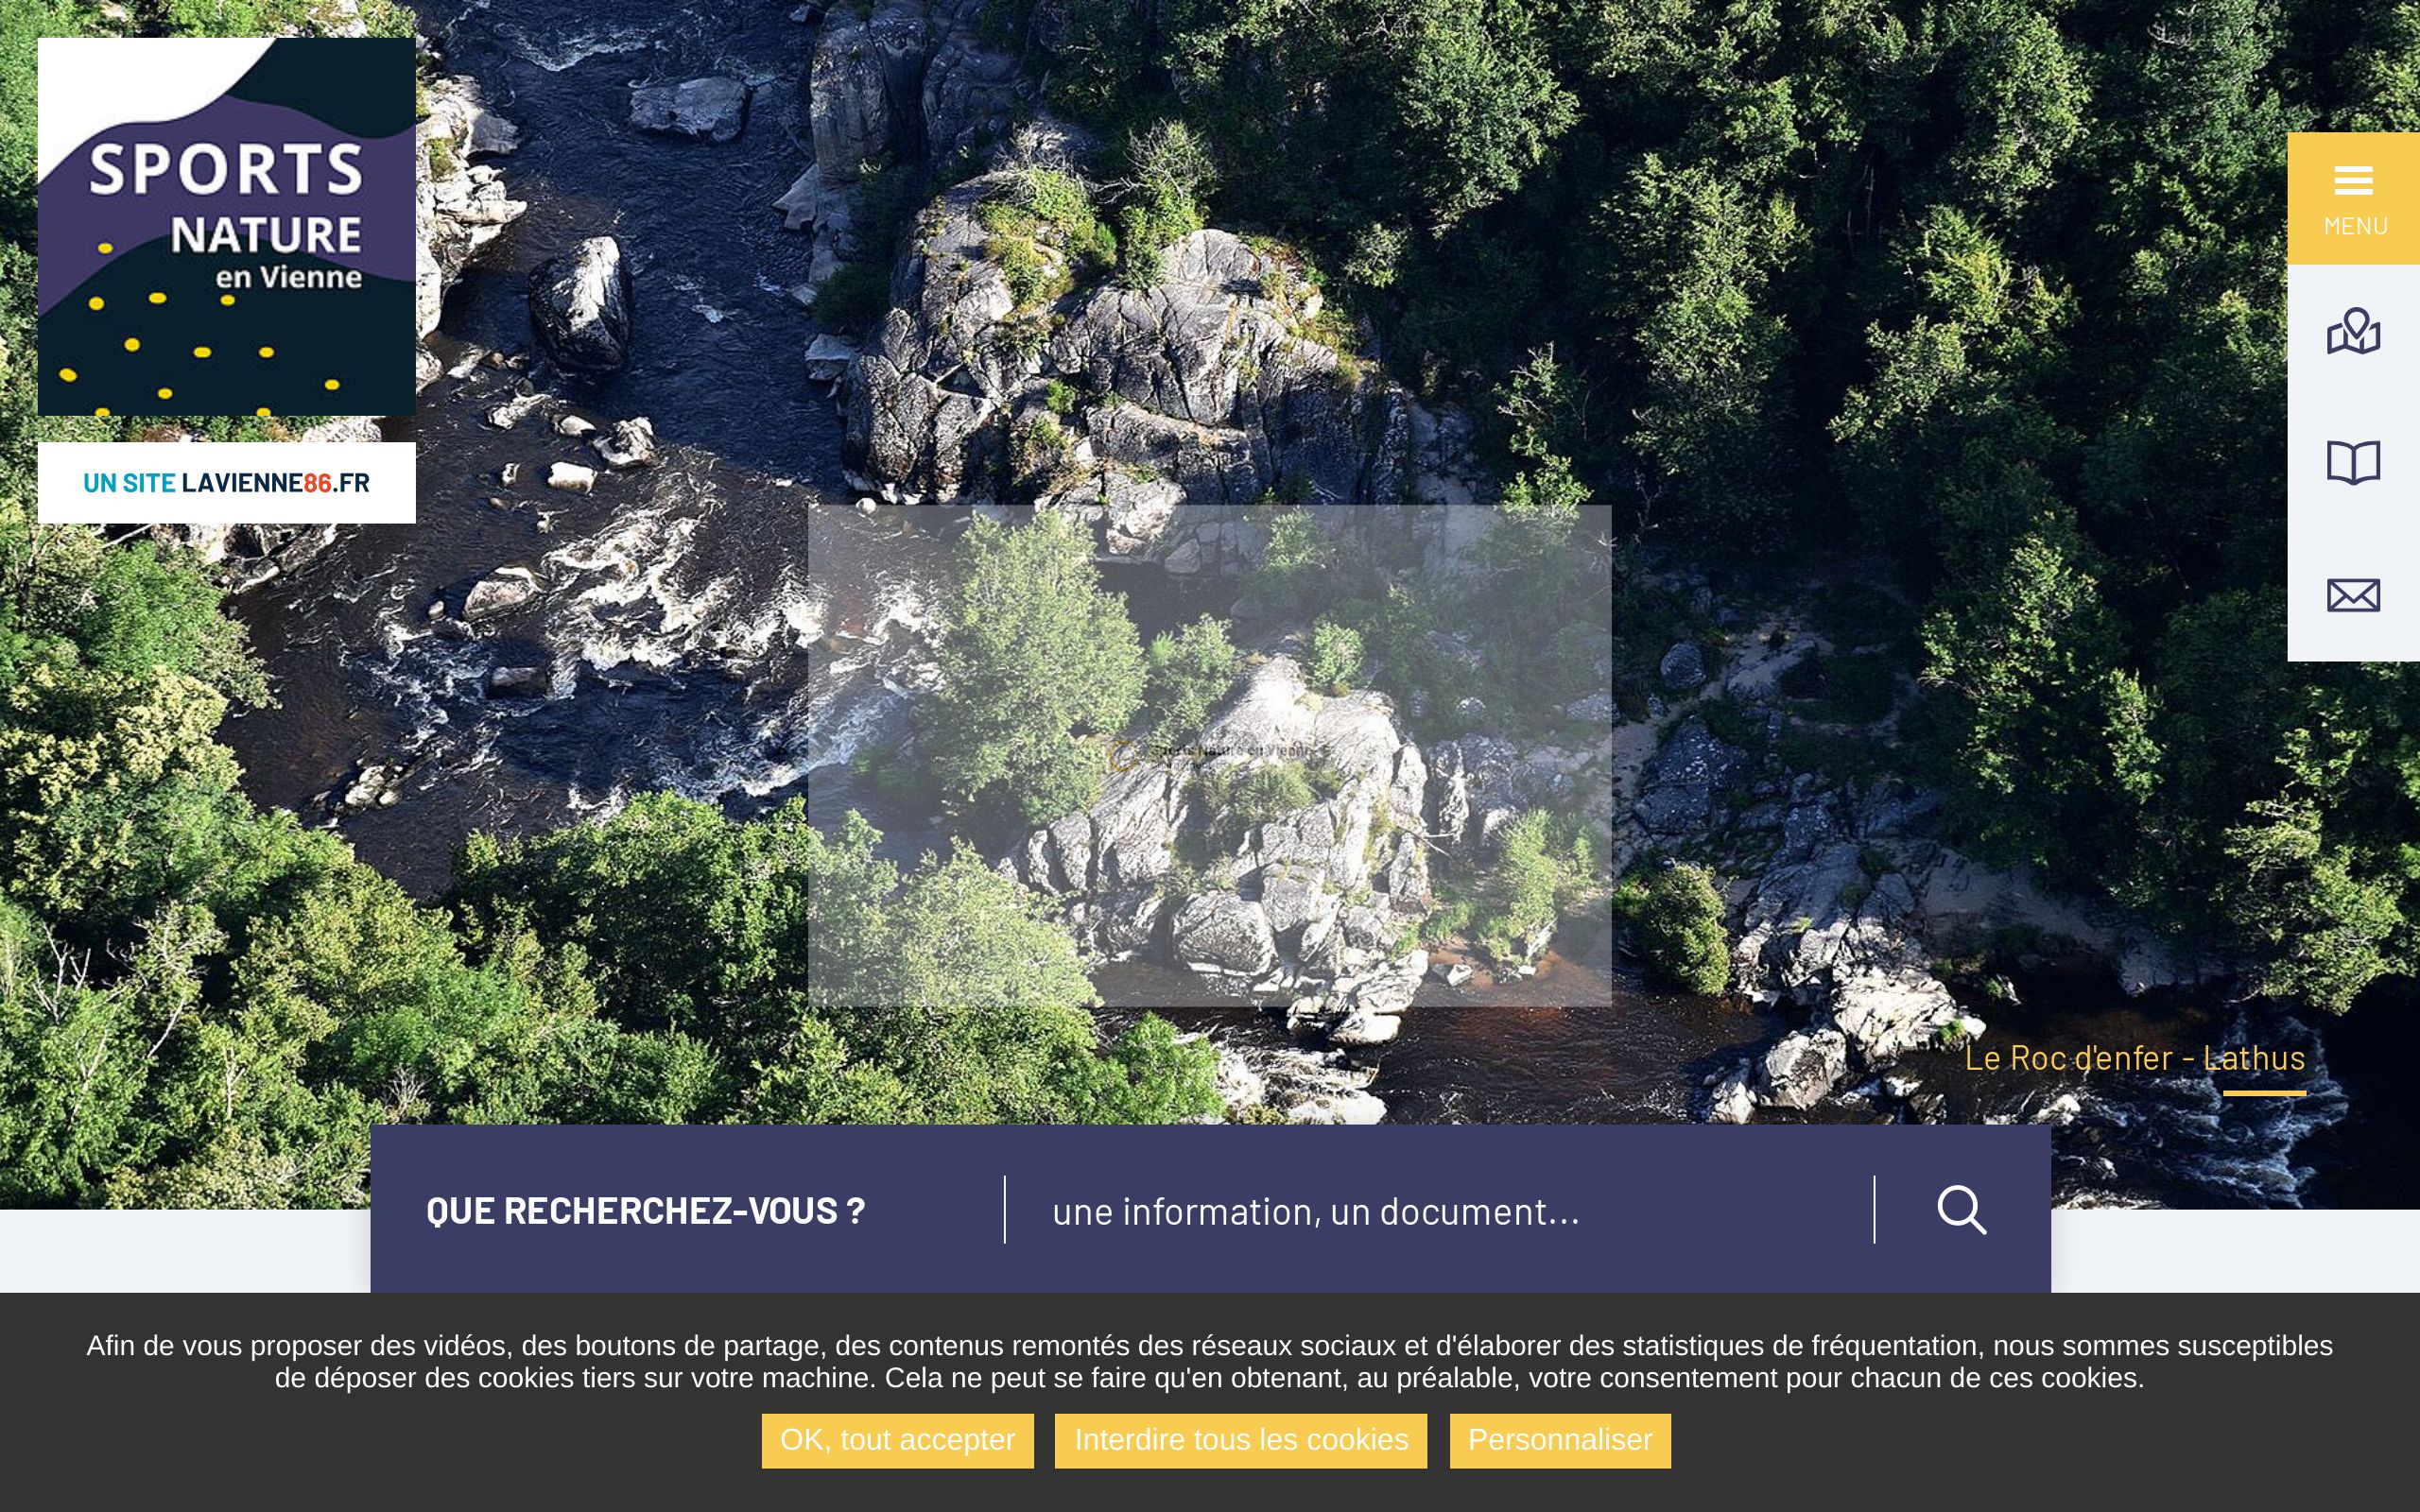 SPORTS
NATURE
en Vienne
UN SITE LAVIENNE86.FR
MENU
Sports Nature en Vienne
Le Roc d'enfer - Lathus
QUE RECHERCHEZ-VOUS ?
une information, un document...
Afin de vous proposer des vidéos, des boutons de partage, des contenus remontés des réseaux sociaux et d'élaborer des statistiques de fréquentation, nous sommes susceptibles
de déposer des cookies tiers sur votre machine. Cela ne peut se faire qu'en obtenant, au préalable, votre consentement pour chacun de ces cookies.
OK, tout accepter
Interdire tous les cookies
Personnaliser